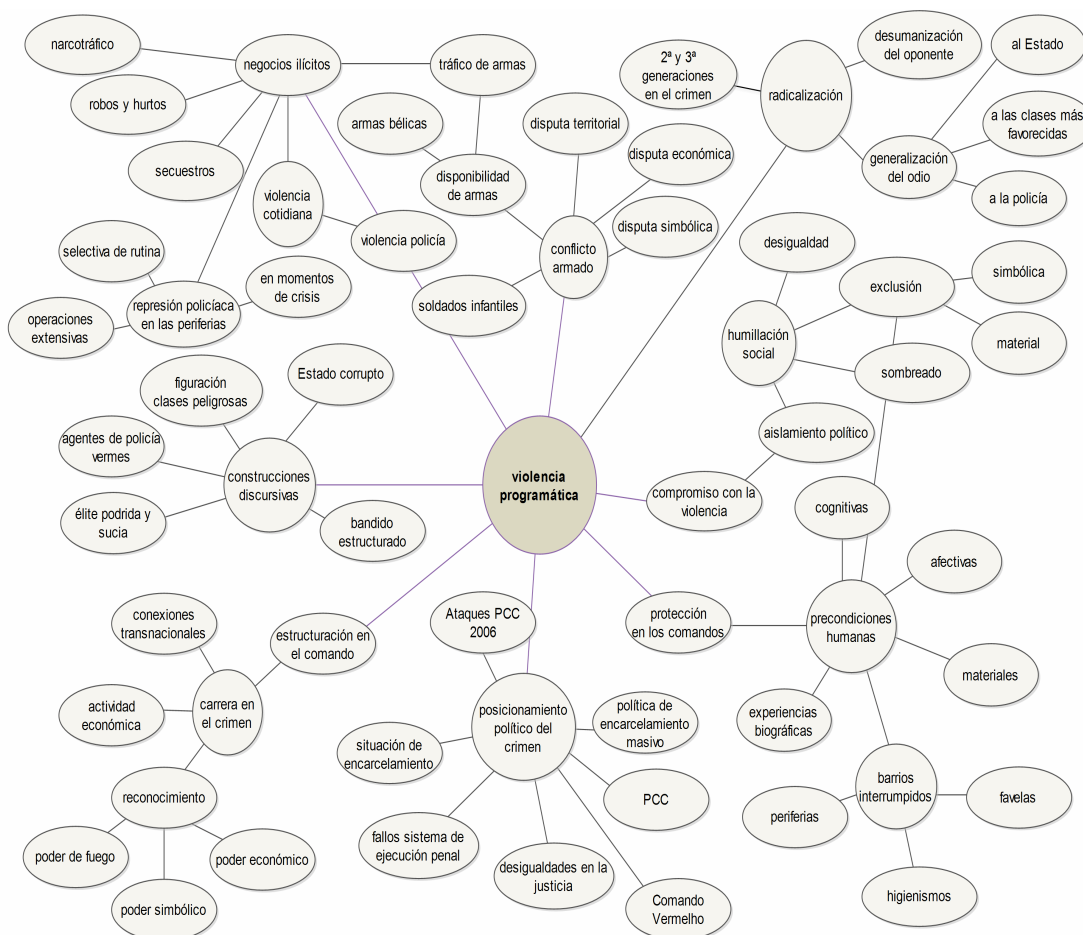 narcotráfico
negocios ilícitos
tráfico de armas
robos y hurtos
armas bélicas
secuestros
violencia
cotidiana
disponibilidad
de armas
violencia policía
selectiva de rutina
en momentos
de crisis
represión policíaca
en las periferias
operaciones
extensivas
2ª y 3ª
generaciones
en el crimen
radicalización
desumanización
del oponente
al Estado
a las clases más
favorecidas
generalización
del odio
a la policía
disputa territorial
disputa económica
disputa simbólica
conflicto
armado
soldados infantiles
desigualdad
exclusión
simbólica
material
humillación
social
sombreado
aislamiento político
compromiso con la
violencia
figuración
clases peligrosas
Estado corrupto
agentes de policía
vermes
construcciones
discursivas
élite podrida y
sucia
bandido
estructurado
violencia
programática
cognitivas
afectivas
precondiciones
humanas
protección
en los comandos
materiales
experiencias
biográficas
barrios
interrumpidos
favelas
periferias
higienismos
conexiones
transnacionales
estructuración en
el comando
actividad
económica
carrera en
el crimen
reconocimiento
poder de fuego
poder económico
poder simbólico
Ataques PCC
2006
posicionamiento
político del
crimen
política de
encarcelamiento
masivo
situación de
encarcelamiento
PCC
fallos sistema de
ejecución penal
desigualdades en la
justicia
Comando
Vermelho